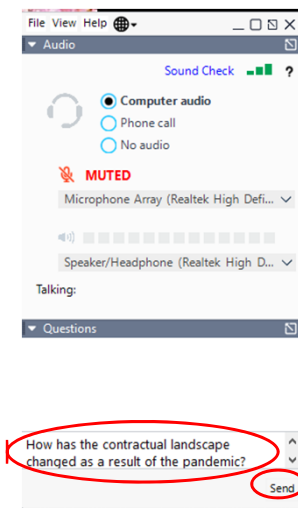 File View Help
Audio
Sound Check ?
Computer audio
Phone call
No audio
MUTED
Microphone Array (Realtek High Defi...
Speaker/Headphone (Realtek High D...
Talking:
Questions
How has the contractual landscape
changed as a result of the pandemic?
Send